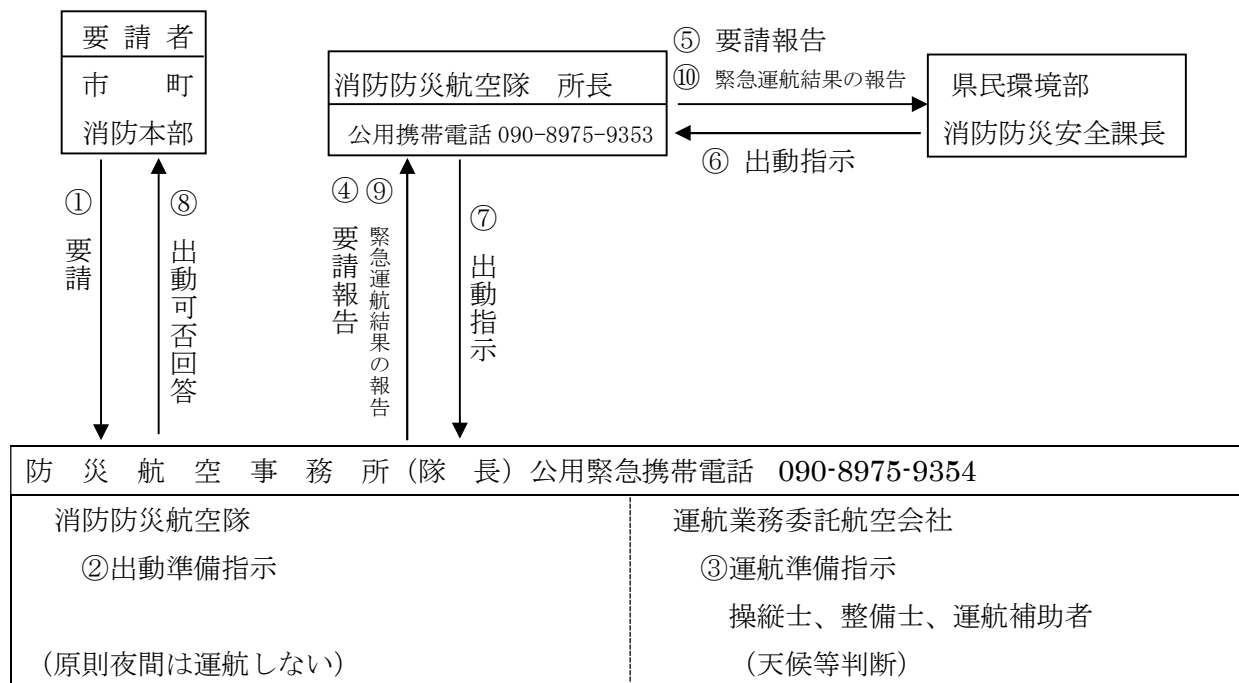 要 請 者
市　　町
消防本部
消防防災航空隊　所長
公用携帯電話 090-8975-9353
⑤ 要請報告
⑩ 緊急運航結果の報告
⑥ 出動指示
県民環境部
消防防災安全課長
① 要請
⑧ 出動可否回答
④ 要請報告
⑨ 緊急運航結果の報告
⑦ 出動指示
防　災　航　空　事　務　所（隊　長）公用緊急携帯電話　090-8975-9354
消防防災航空隊
②出動準備指示
（原則夜間は運航しない）
運航業務委託航空会社
③運航準備指示
操縦士、整備士、運航補助者
（天候等判断）